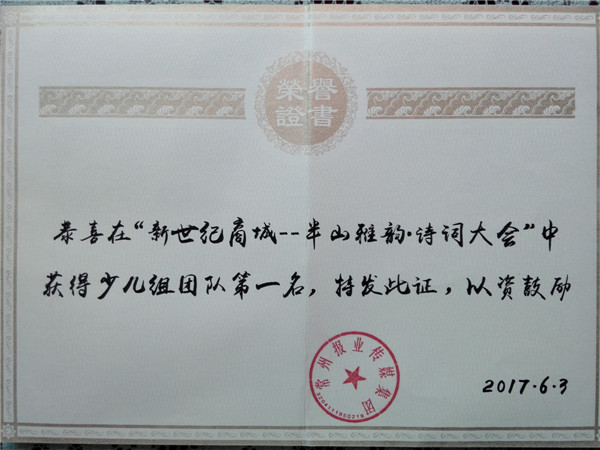 榮譽
證書
恭喜在“新世纪商城--半山雅韵·诗词大会”中
获得少儿组团队第一名，特发此证，以资鼓励
常州报业传媒集团
2017.6.3